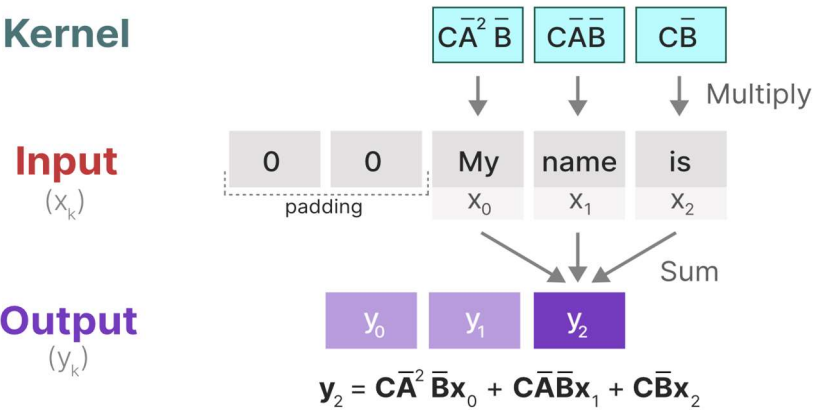 Kernel
CA̅² B̅ CA̅B̅ CB̅
Multiply
Input
0 0 My name is
(xₖ)
padding
x₀ x₁ x₂
Sum
Output
y₀ y₁ y₂
(yₖ)
y₂ = CA̅² B̅x₀ + CA̅B̅x₁ + CB̅x₂